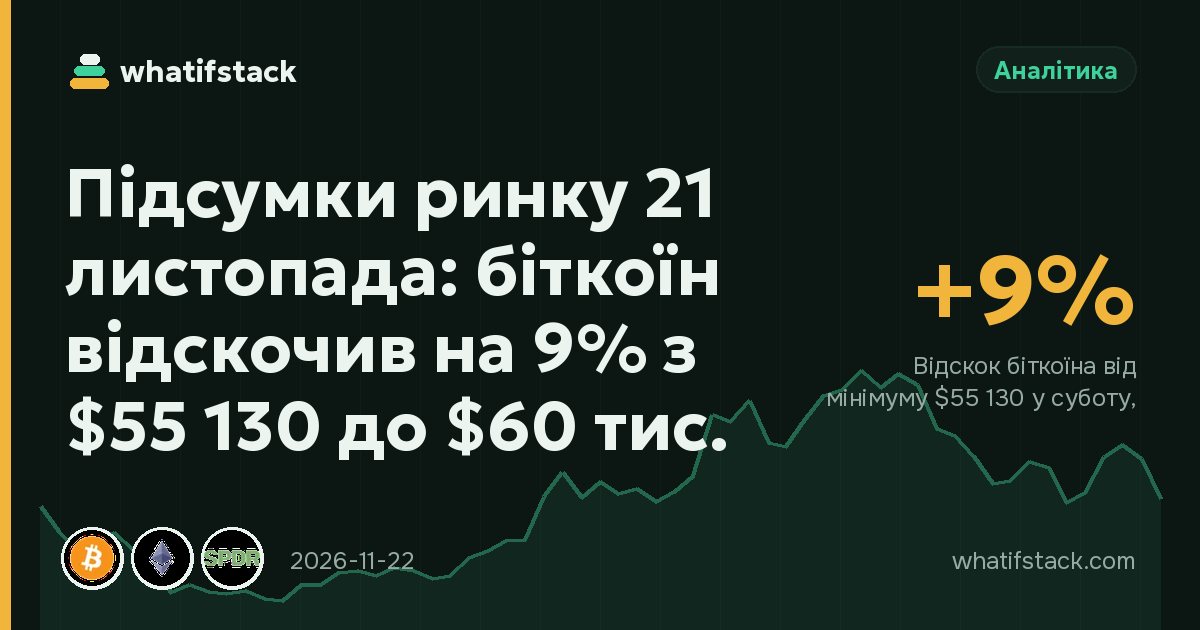 whatifstack
Аналітика
Підсумки ринку 21
листопада: біткоїн
відскочив на 9% з
$55 130 до $60 тис.
+9%
Відскок біткоїна від
мінімуму $55 130 у суботу,
SPDR
2026-11-22
whatifstack.com